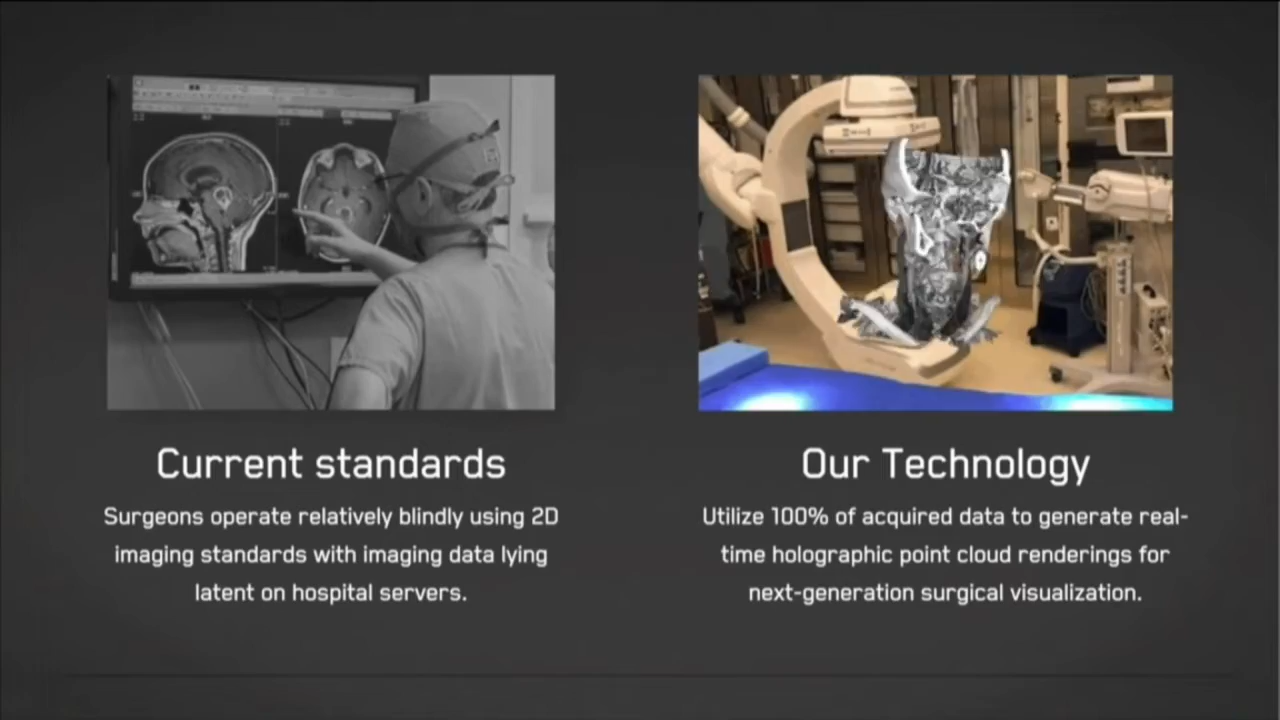 Current standards
Surgeons operate relatively blindly using 2D
imaging standards with imaging data lying
latent on hospital servers.
Our Technology
Utilize 100% of acquired data to generate real-
time holographic point cloud renderings for
next-generation surgical visualization.